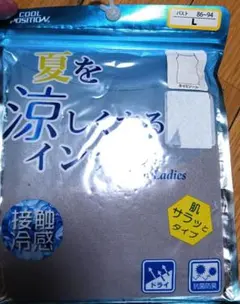 COOL
POSITION
バスト 86-94
L
夏を
涼しくする
イン
Ladies
接触
冷感
肌
サラッと
タイプ
ドライ
抗菌防臭